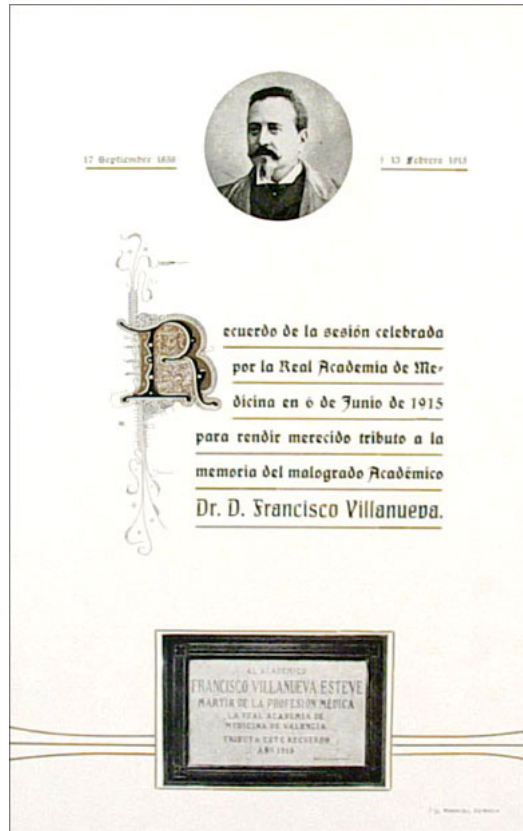 17 Septiembre 1858
† 13 Febrero 1915
Recuerdo de la sesión celebrada
por la Real Academia de Me-
dicina en 6 de Junio de 1915
para rendir merecido tributo a la
memoria del malogrado Académico
Dr. D. Francisco Villanueva.
AL ACADEMICO
FRANCISCO VILLANUEVA ESTEVE
MARTIR DE LA PROFESION MEDICA
LA REAL ACADEMIA DE
MEDICINA DE VALENCIA
TRIBUTA ESTE RECUERDO
AÑO 1915